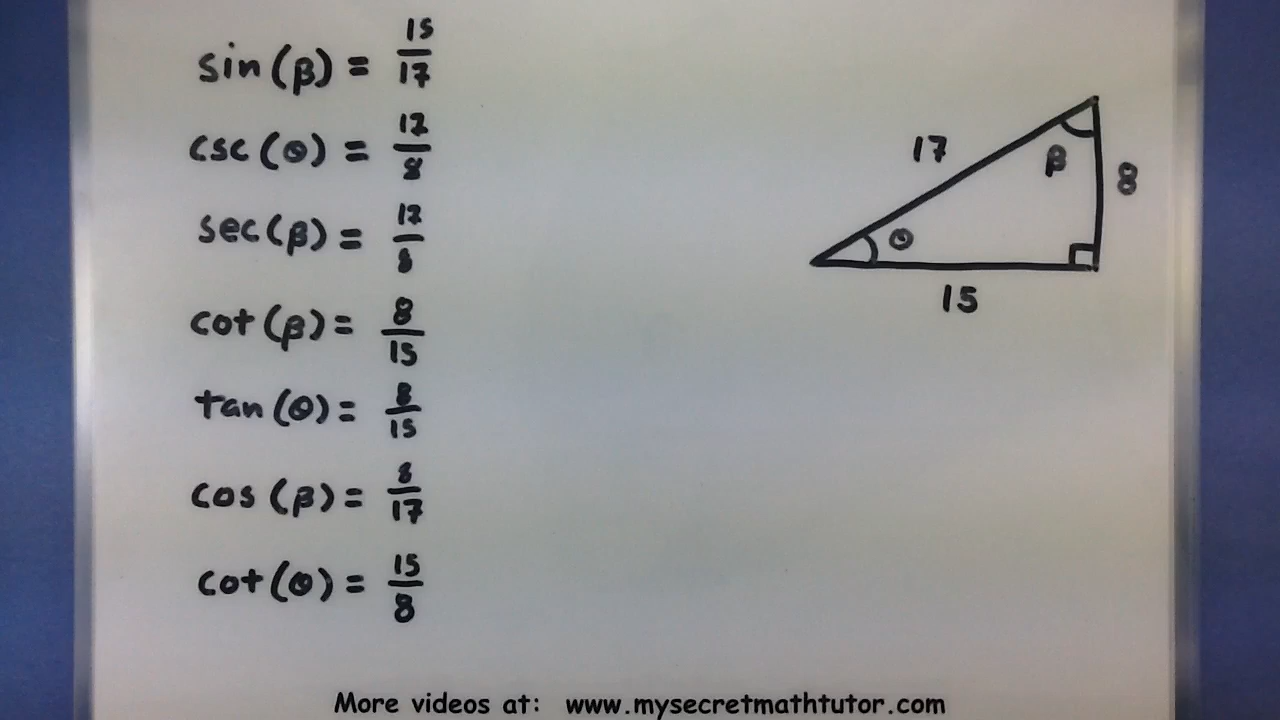 sin(β) = 15/17
csc(θ) = 17/8
sec(β) = 17/8
cot(β) = 8/15
tan(θ) = 8/15
cos(β) = 8/17
cot(θ) = 15/8
17
β
8
θ
15
More videos at: www.mysecretmathtutor.com